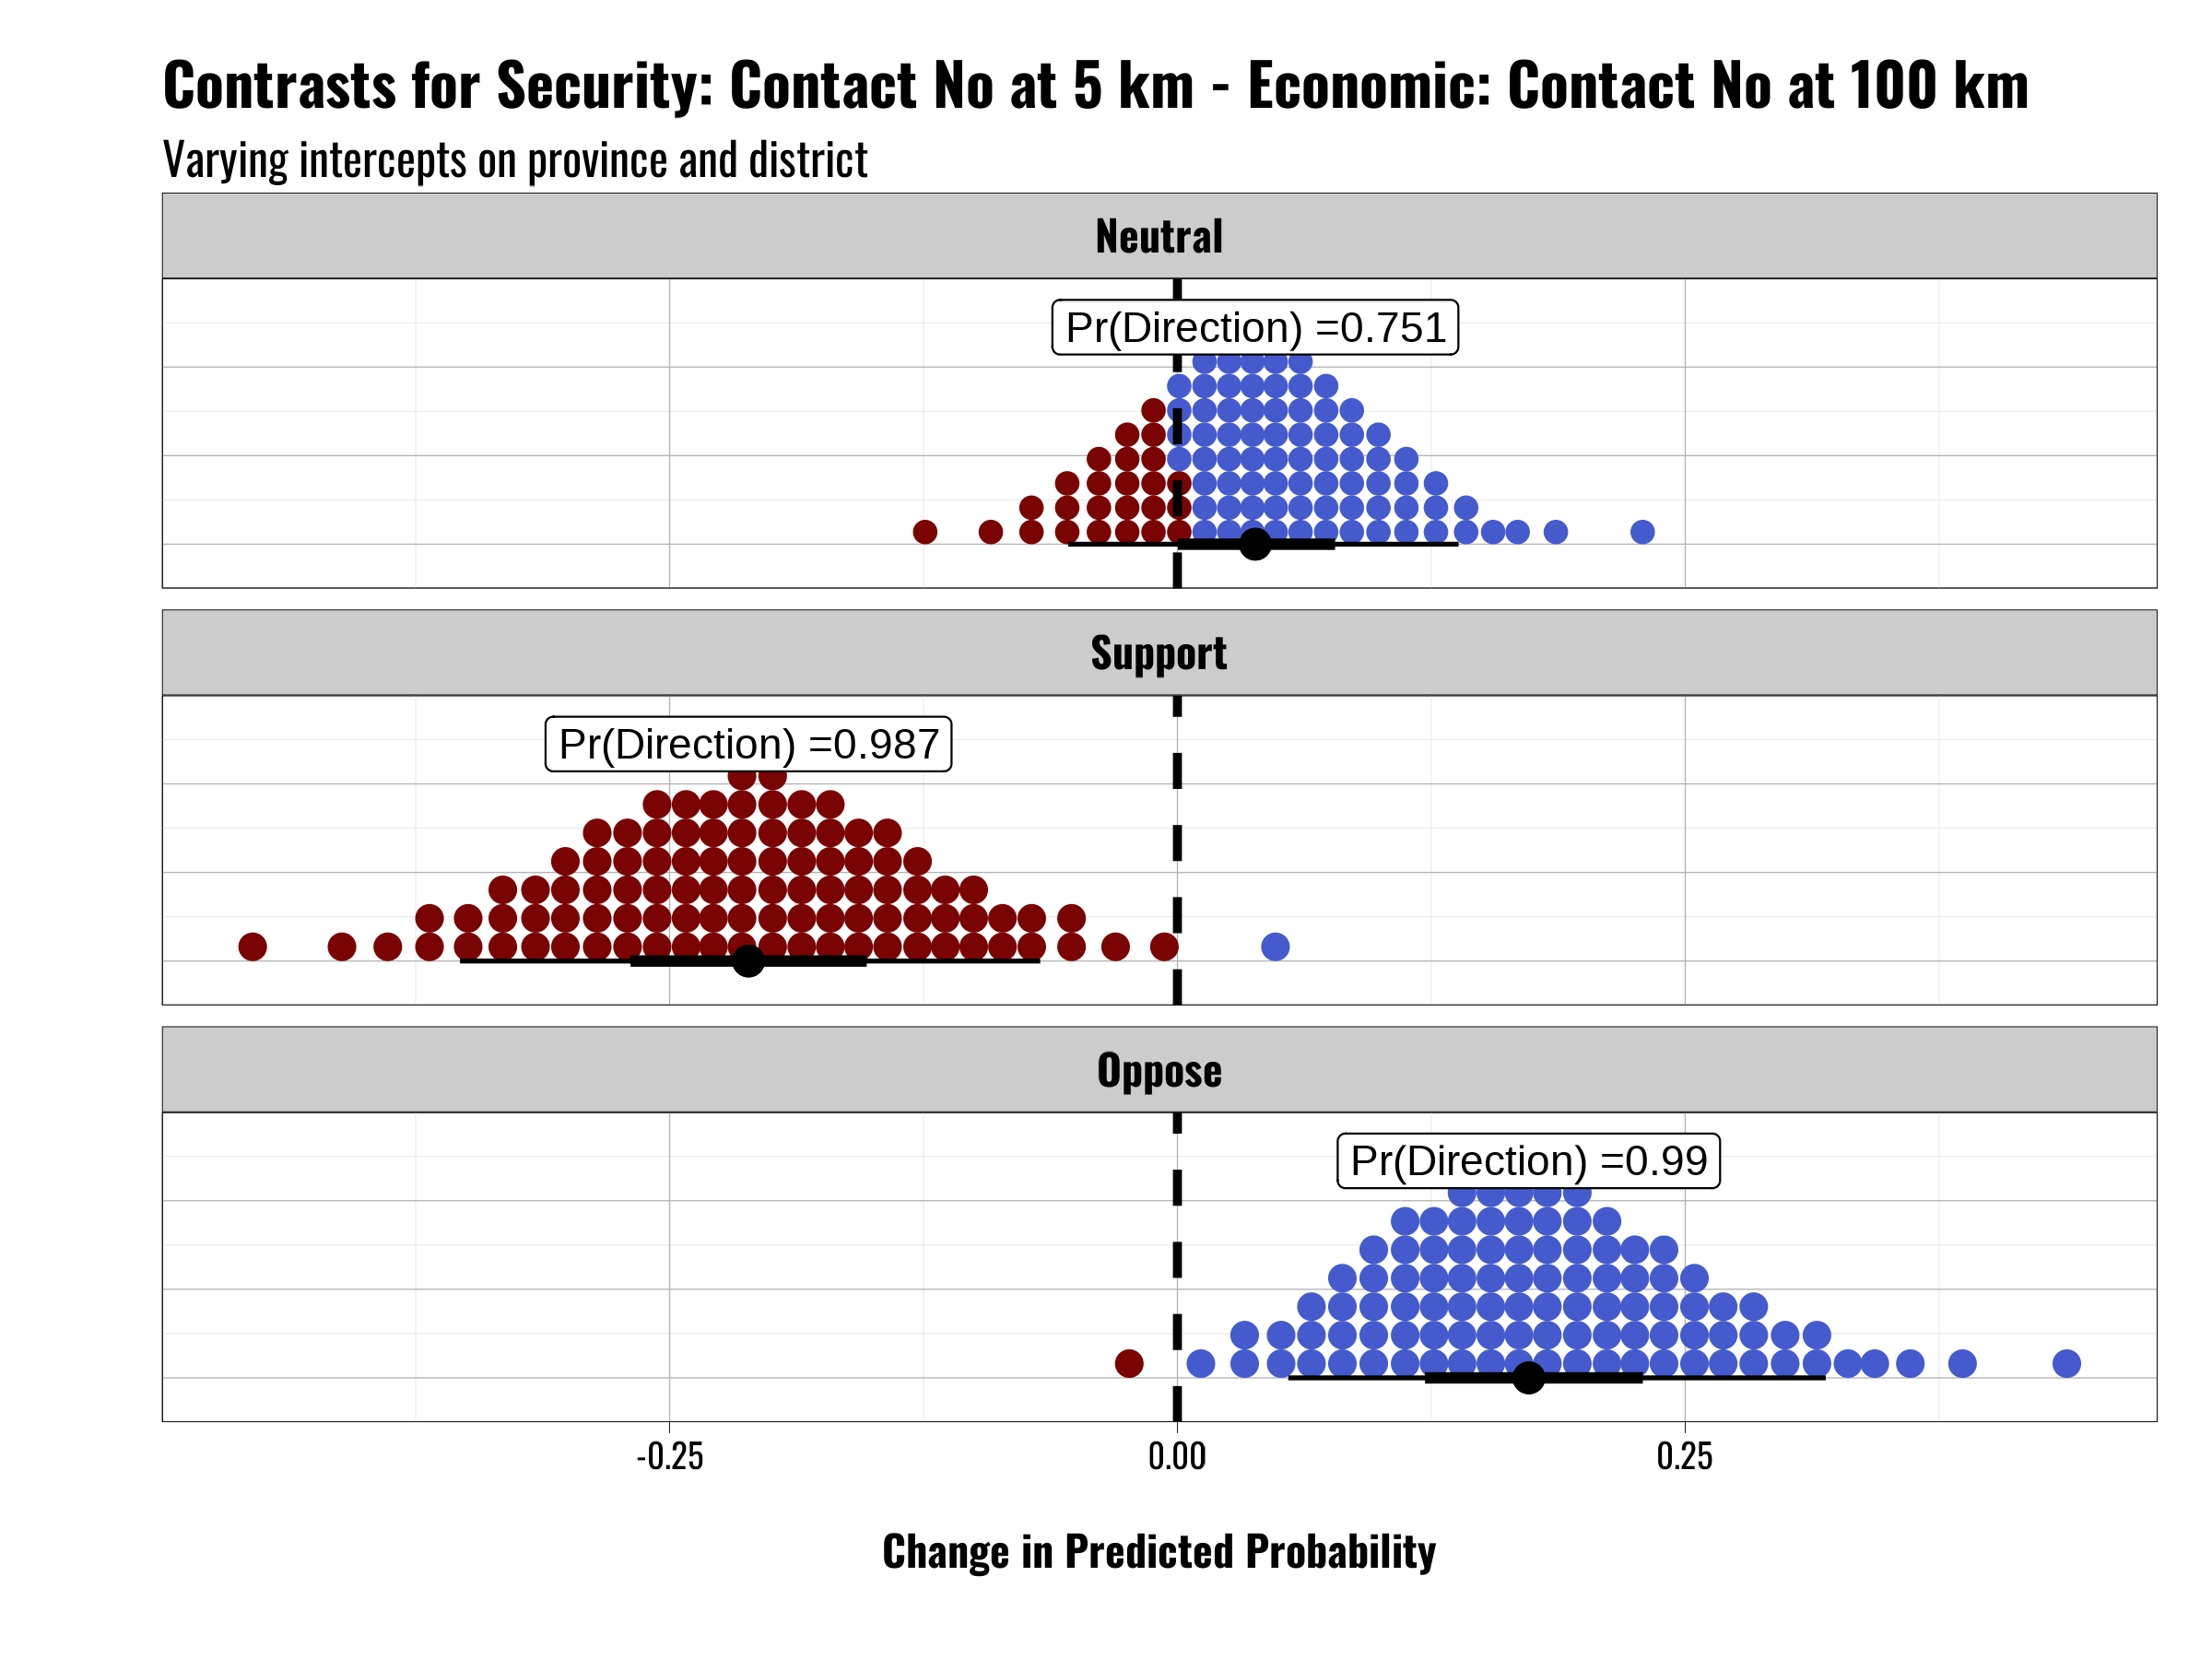 Contrasts for Security: Contact No at 5 km - Economic: Contact No at 100 km
Varying intercepts on province and district
Neutral
Pr(Direction) =0.751
Support
Pr(Direction) =0.987
Oppose
Pr(Direction) =0.99
-0.25 0.00 0.25
Change in Predicted Probability